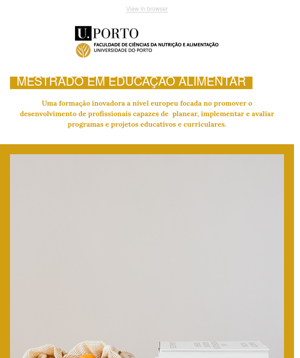 View in browser
U.PORTO
FACULDADE DE CIÊNCIAS DA NUTRIÇÃO E ALIMENTAÇÃO
UNIVERSIDADE DO PORTO
MESTRADO EM EDUCAÇÃO ALIMENTAR
Uma formação inovadora a nível europeu focada no promover o
desenvolvimento de profissionais capazes de planear, implementar e avaliar
programas e projetos educativos e curriculares.